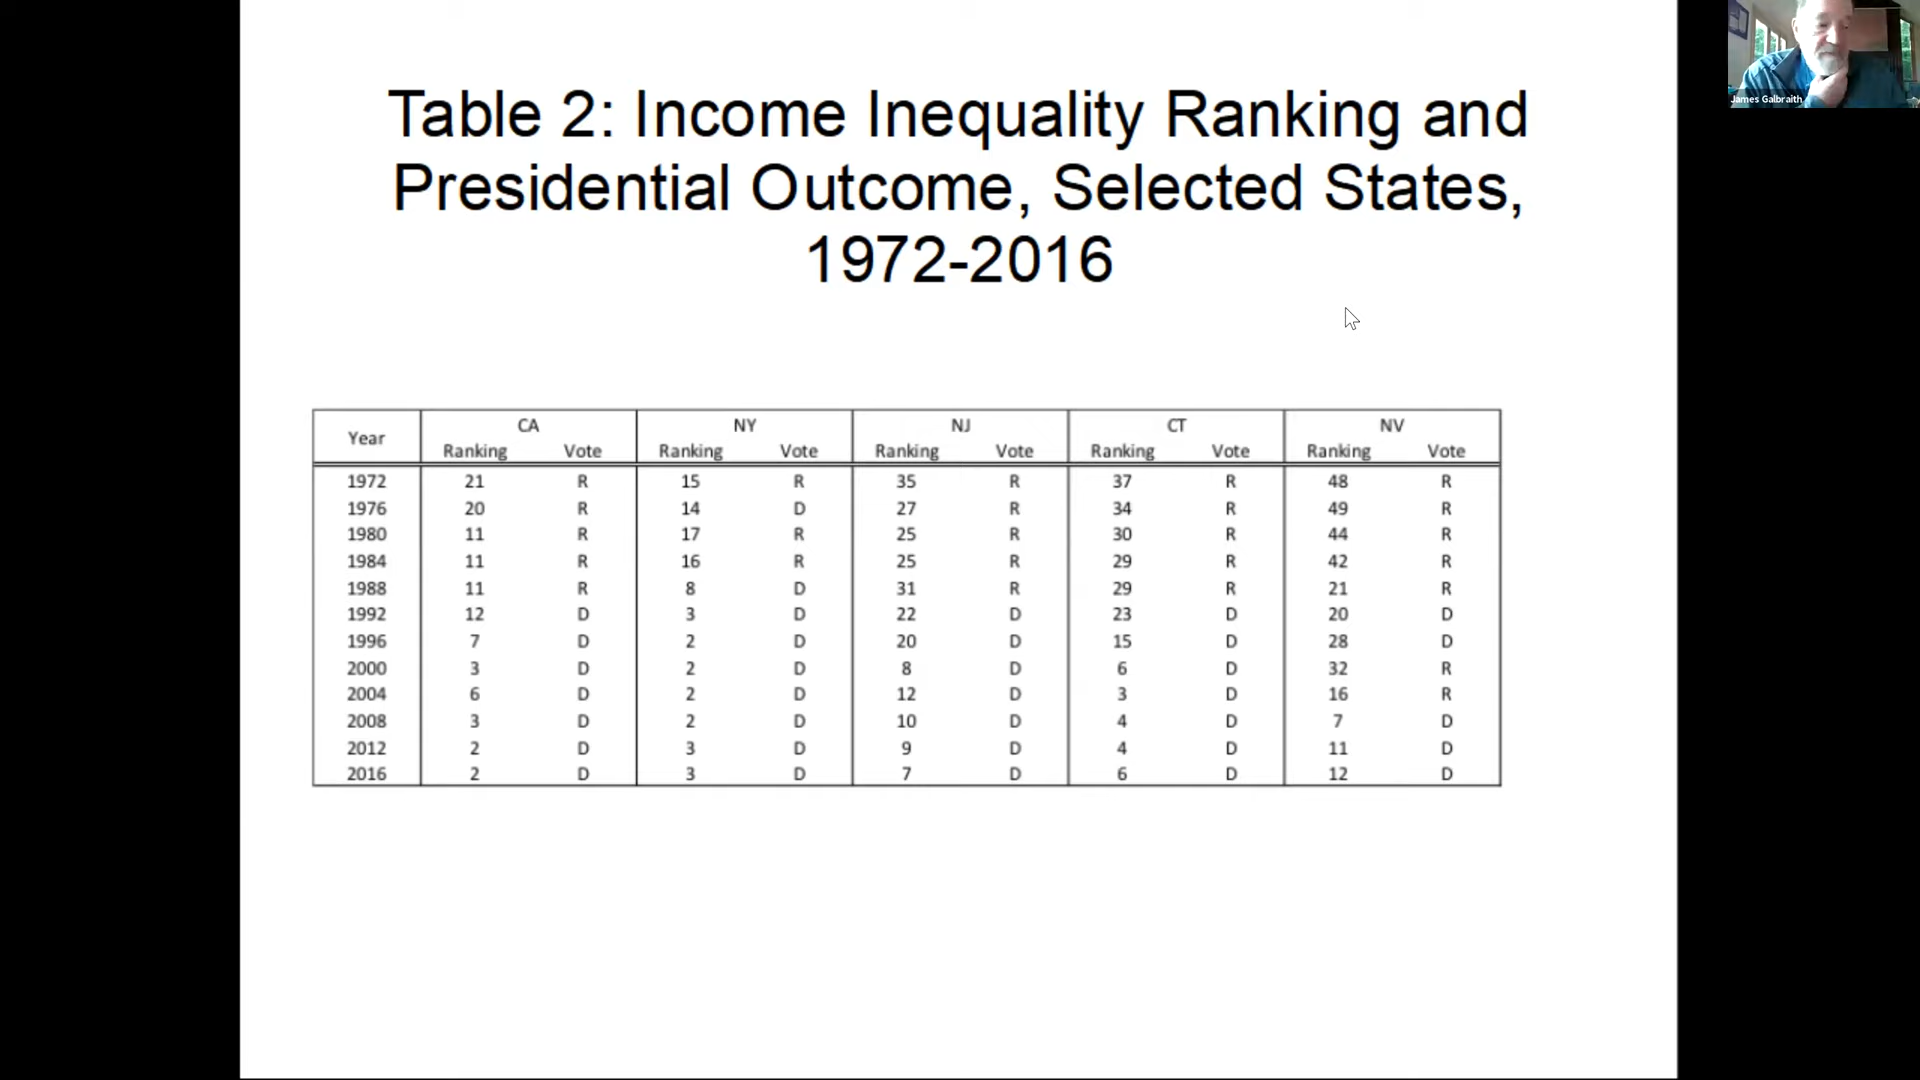 James Galbraith
Table 2: Income Inequality Ranking and
Presidential Outcome, Selected States,
1972-2016
Year CA NY NJ CT NV
Ranking Vote Ranking Vote Ranking Vote Ranking Vote Ranking Vote
1972 21 R 15 R 35 R 37 R 48 R
1976 20 R 14 D 27 R 34 R 49 R
1980 11 R 17 R 25 R 30 R 44 R
1984 11 R 16 R 25 R 29 R 42 R
1988 11 R 8 D 31 R 29 R 21 R
1992 12 D 3 D 22 D 23 D 20 D
1996 7 D 2 D 20 D 15 D 28 D
2000 3 D 2 D 8 D 6 D 32 R
2004 6 D 2 D 12 D 3 D 16 R
2008 3 D 2 D 10 D 4 D 7 D
2012 2 D 3 D 9 D 4 D 11 D
2016 2 D 3 D 7 D 6 D 12 D